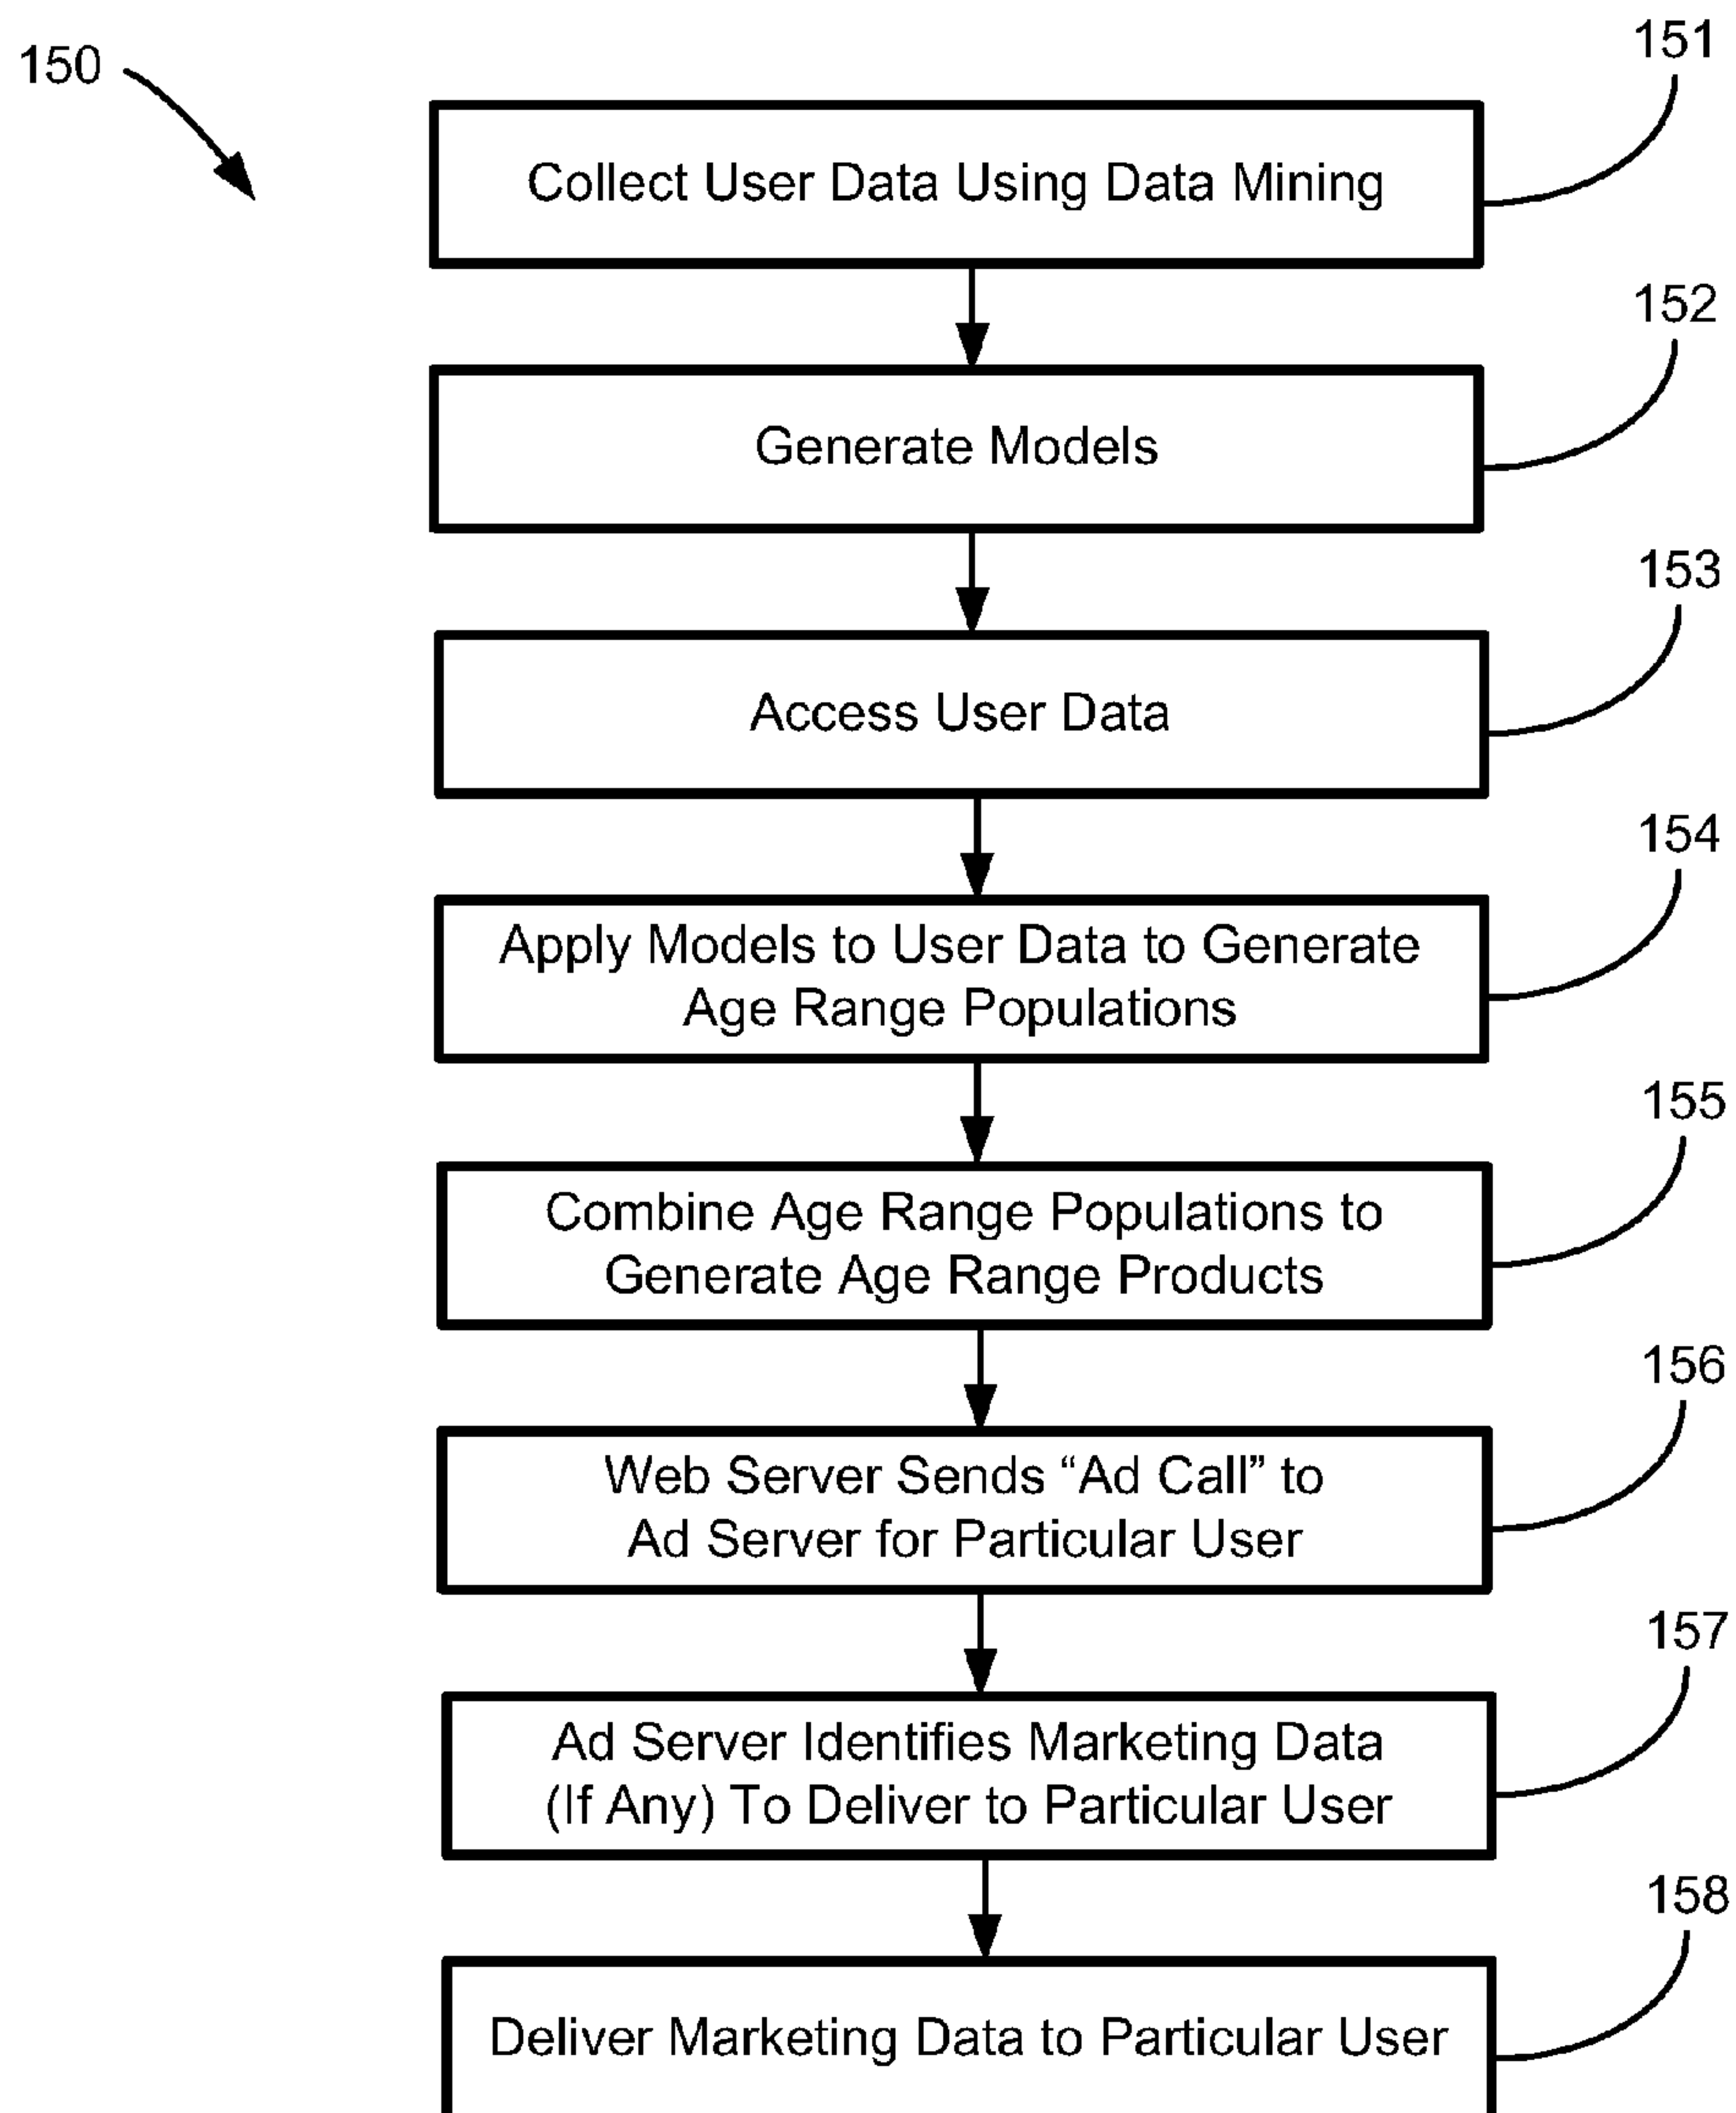 150
151
Collect User Data Using Data Mining
152
Generate Models
153
Access User Data
154
Apply Models to User Data to Generate
Age Range Populations
155
Combine Age Range Populations to
Generate Age Range Products
156
Web Server Sends “Ad Call” to
Ad Server for Particular User
157
Ad Server Identifies Marketing Data
(If Any) To Deliver to Particular User
158
Deliver Marketing Data to Particular User